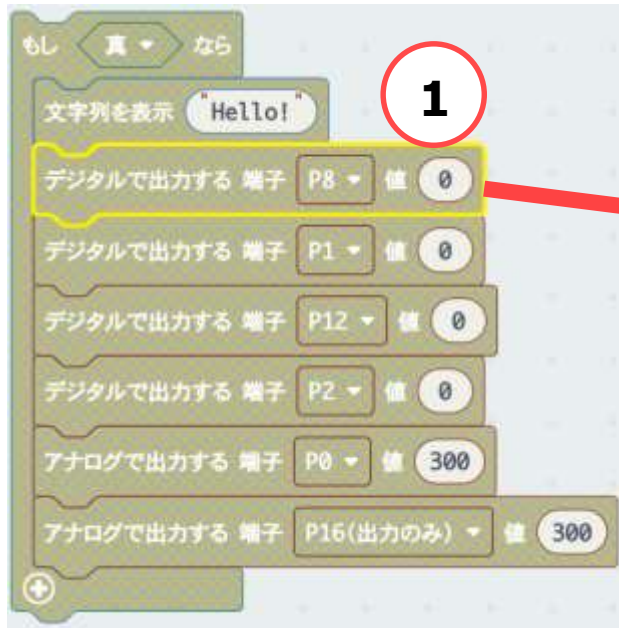 もし 真 なら
1
文字列を表示 "Hello!"
デジタルで出力する 端子 P8 値 0
デジタルで出力する 端子 P1 値 0
デジタルで出力する 端子 P12 値 0
デジタルで出力する 端子 P2 値 0
アナログで出力する 端子 P0 値 300
アナログで出力する 端子 P16(出力のみ) 値 300